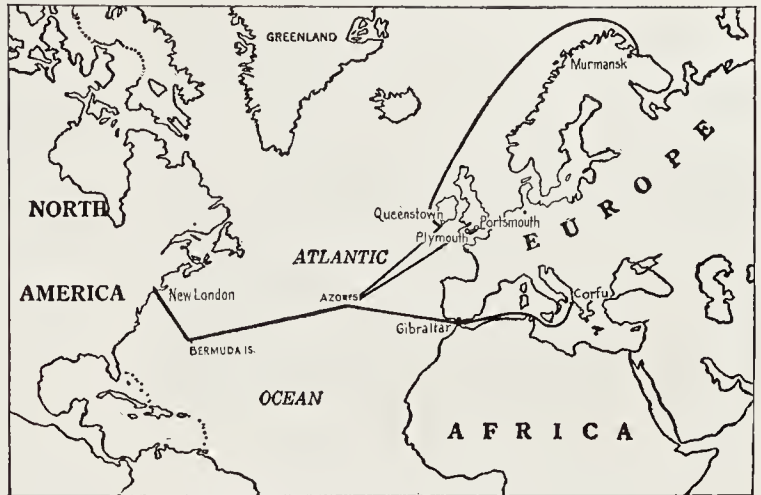 GREENLAND
Murmansk
EUROPE
NORTH
Queenstown
Portsmouth
Plymouth
ATLANTIC
AMERICA
New London
AZORES
Corfu
Gibraltar
BERMUDA IS.
OCEAN
AFRICA